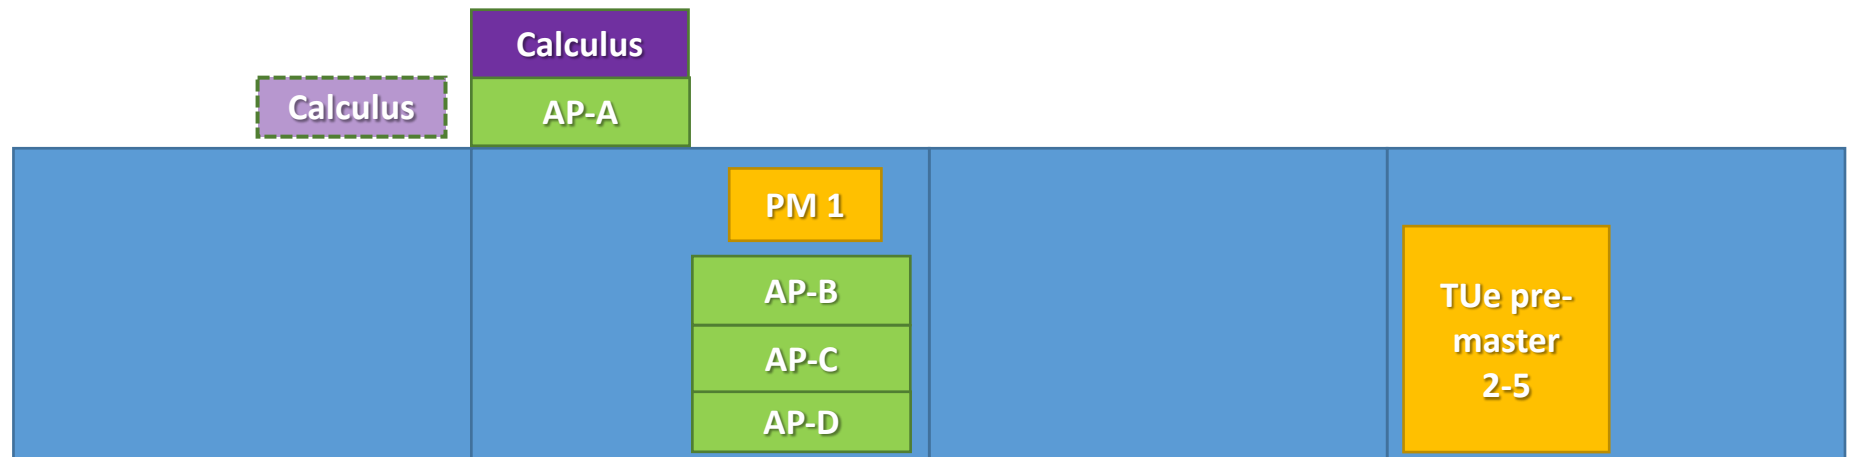 Calculus
Calculus
AP-A
PM 1
AP-B
AP-C
AP-D
TUe pre-
master
2-5